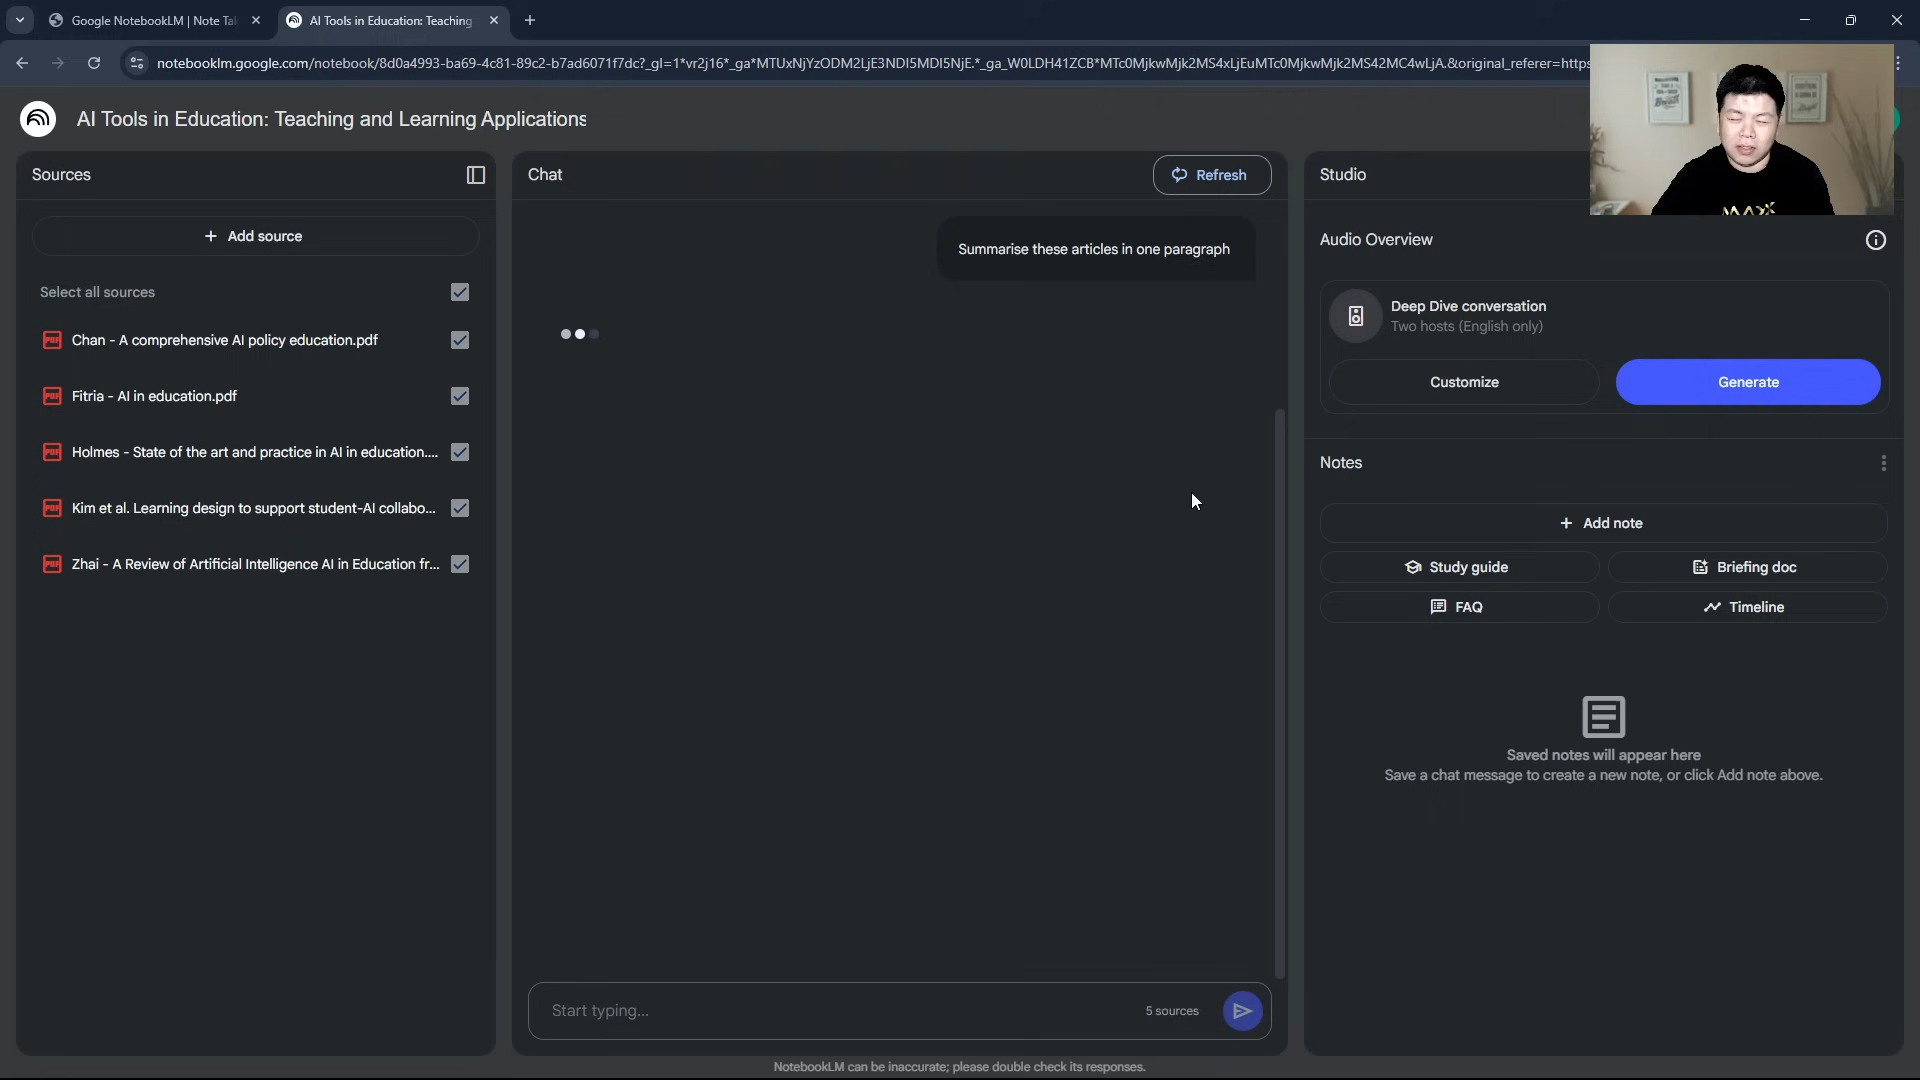 Google NotebookLM | Note Ta
AI Tools in Education: Teaching
notebooklm.google.com/notebook/8d0a4993-ba69-4c81-89c2-b7ad6071f7dc?_gl=1*vr2j16*_ga*MTUxNjYzODM2LjE3NDI5MDI5NjE.*_ga_W0LDH41ZCB*MTc0MjkwMjk2MS4xLjEuMTc0MjkwMjk2MS42MC4wLjA.&original_referer=https
AI Tools in Education: Teaching and Learning Applications
Sources
Add source
Select all sources
Chan - A comprehensive AI policy education.pdf
Fitria - AI in education.pdf
Holmes - State of the art and practice in AI in education....
Kim et al. Learning design to support student-AI collabo...
Zhai - A Review of Artificial Intelligence AI in Education fr...
Chat
Refresh
Summarise these articles in one paragraph
Start typing...
5 sources
Studio
Audio Overview
Deep Dive conversation
Two hosts (English only)
Customize
Generate
Notes
Add note
Study guide
Briefing doc
FAQ
Timeline
Saved notes will appear here
Save a chat message to create a new note, or click Add note above.
NotebookLM can be inaccurate; please double check its responses.